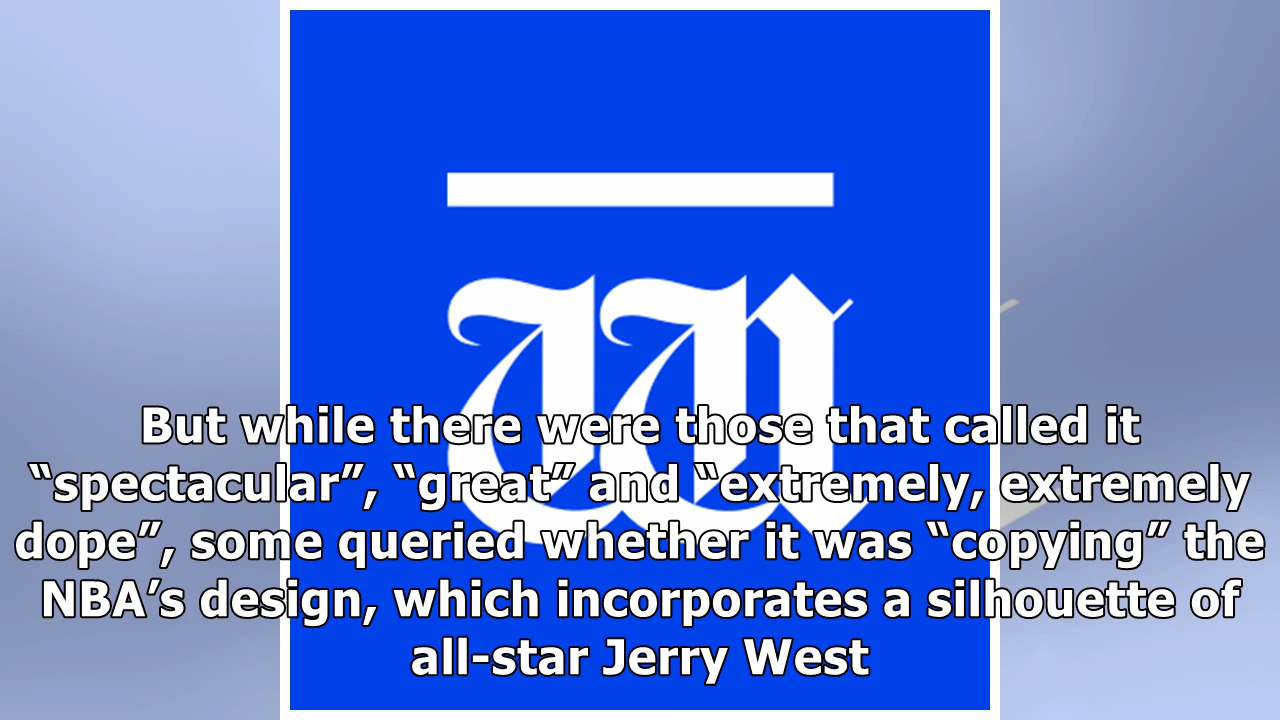 W
But while there were those that called it
“spectacular”, “great” and “extremely, extremely
dope”, some queried whether it was “copying” the
NBA’s design, which incorporates a silhouette of
all-star Jerry West